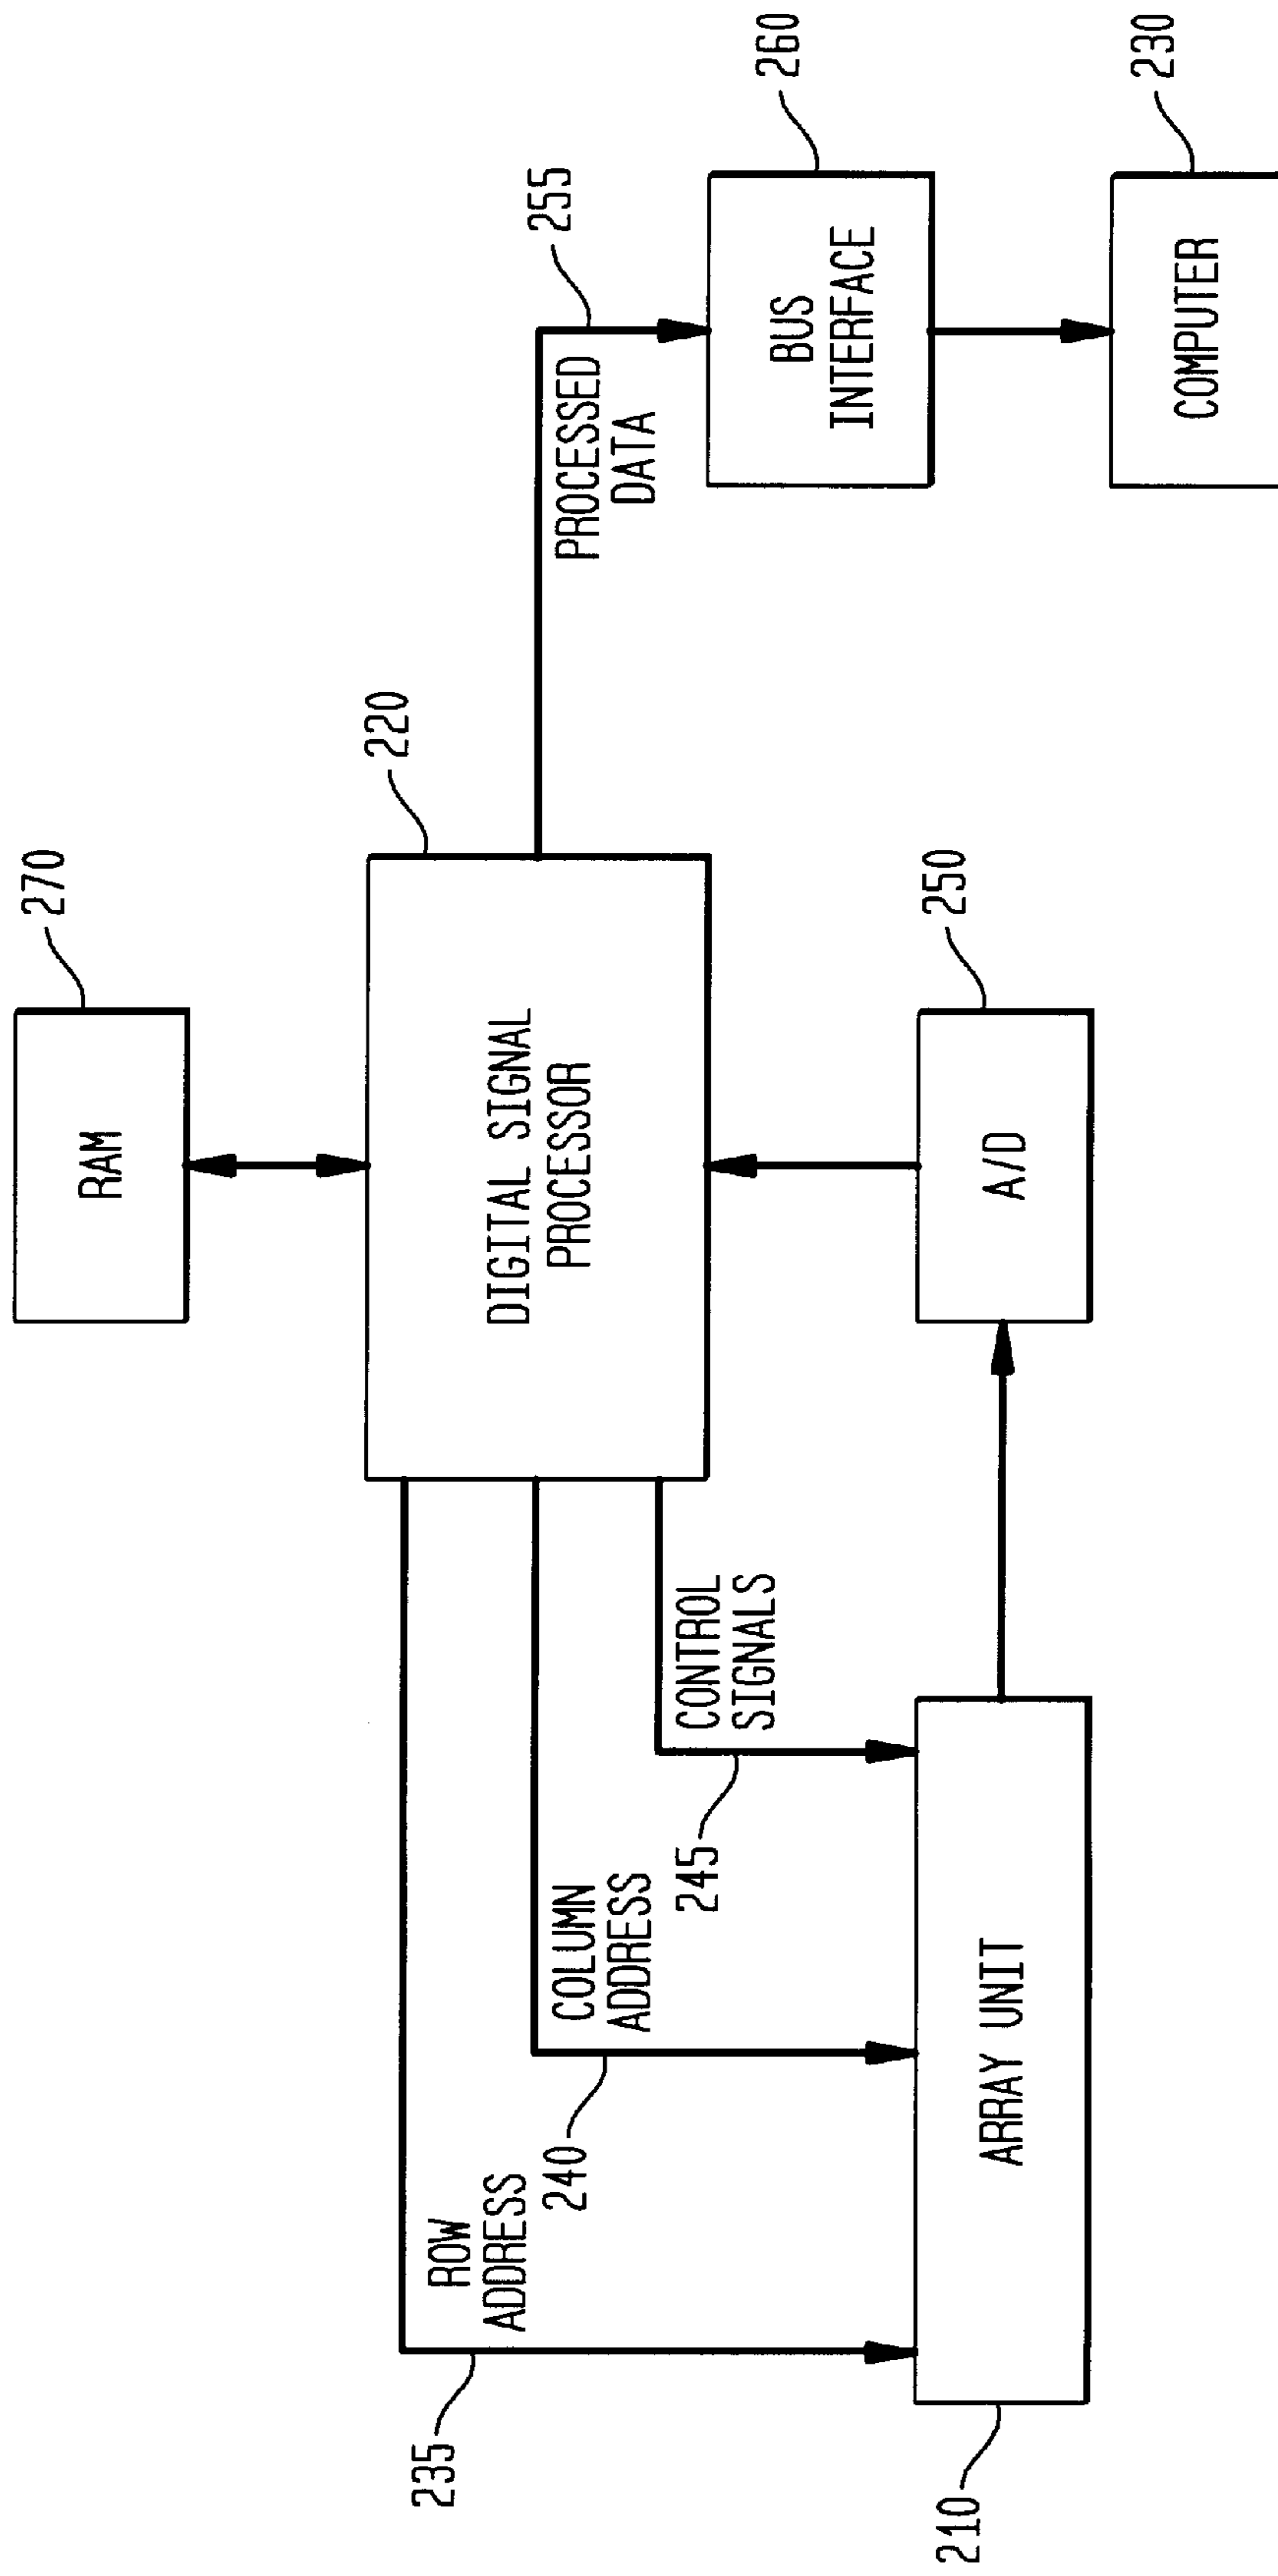 RAM
270
DIGITAL SIGNAL
PROCESSOR
220
ROW
ADDRESS
235
COLUMN
ADDRESS
240
CONTROL
SIGNALS
245
PROCESSED
DATA
255
ARRAY UNIT
210
A/D
250
BUS
INTERFACE
260
COMPUTER
230